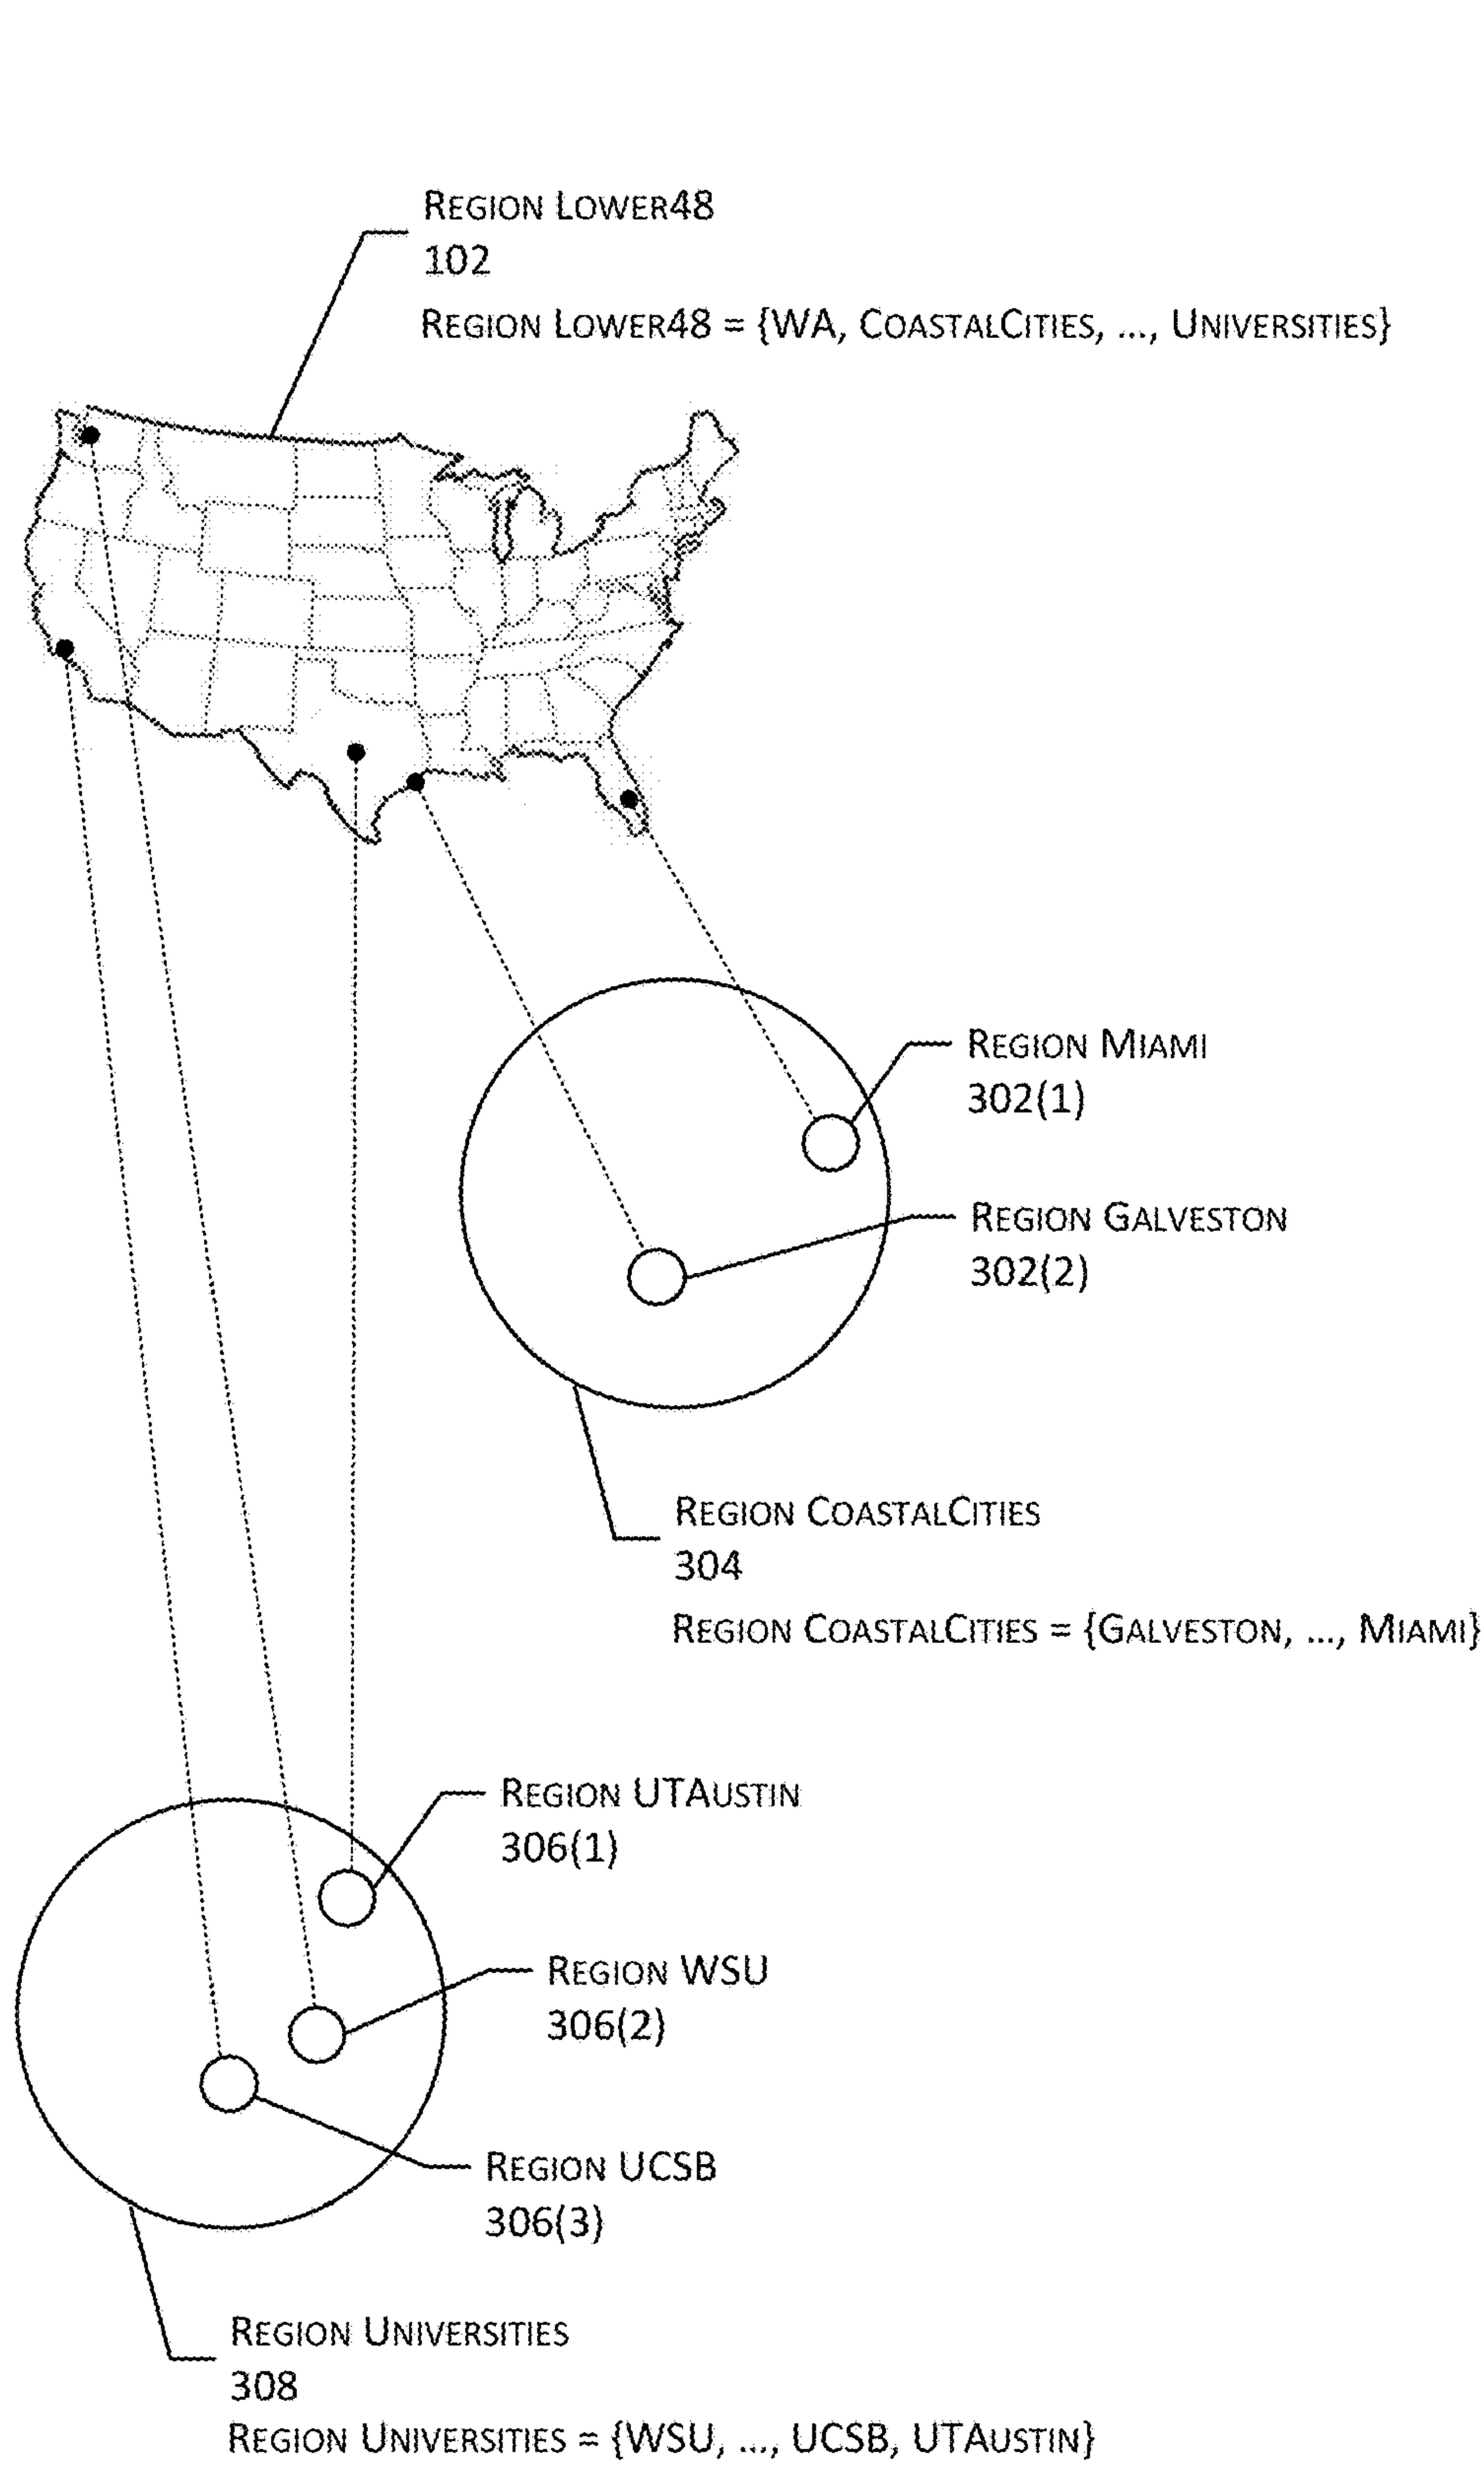 REGION LOWER48
102
REGION LOWER48 = {WA, COASTALCITIES, ..., UNIVERSITIES}
REGION MIAMI
302(1)
REGION GALVESTON
302(2)
REGION COASTALCITIES
304
REGION COASTALCITIES = {GALVESTON, ..., MIAMI}
REGION UTAUSTIN
306(1)
REGION WSU
306(2)
REGION UCSB
306(3)
REGION UNIVERSITIES
308
REGION UNIVERSITIES = {WSU, ..., UCSB, UTAUSTIN}